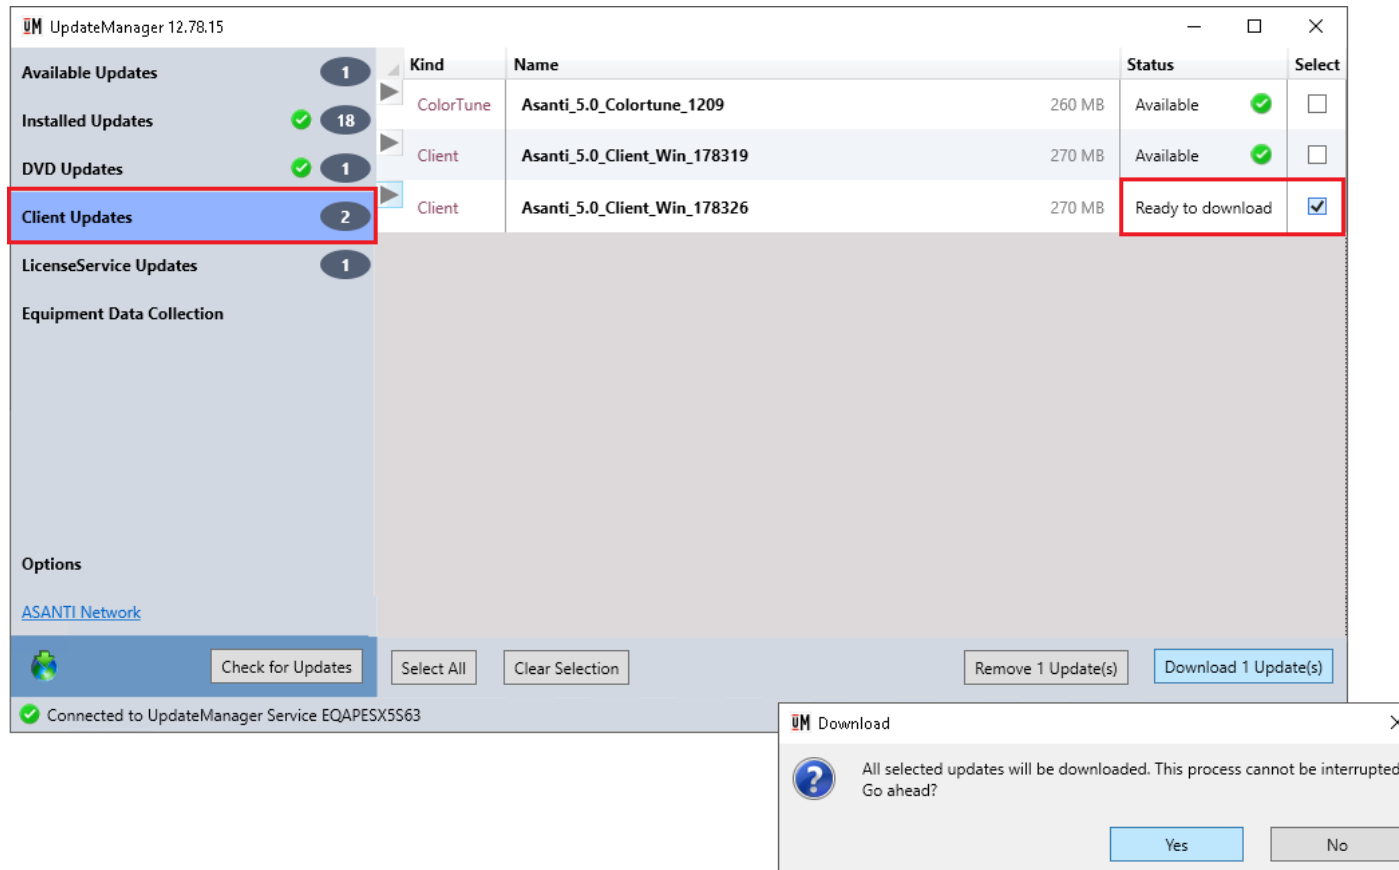 UM UpdateManager 12.78.15
Available Updates 1
Installed Updates 18
DVD Updates 1
Client Updates 2
LicenseService Updates 1
Equipment Data Collection
Options
ASANTI Network
Check for Updates
Kind Name Status Select
ColorTune Asanti_5.0_Colortune_1209 260 MB Available
Client Asanti_5.0_Client_Win_178319 270 MB Available
Client Asanti_5.0_Client_Win_178326 270 MB Ready to download
Select All Clear Selection Remove 1 Update(s) Download 1 Update(s)
Connected to UpdateManager Service EQAPESX5S63
UM Download
All selected updates will be downloaded. This process cannot be interrupted
Go ahead?
Yes No